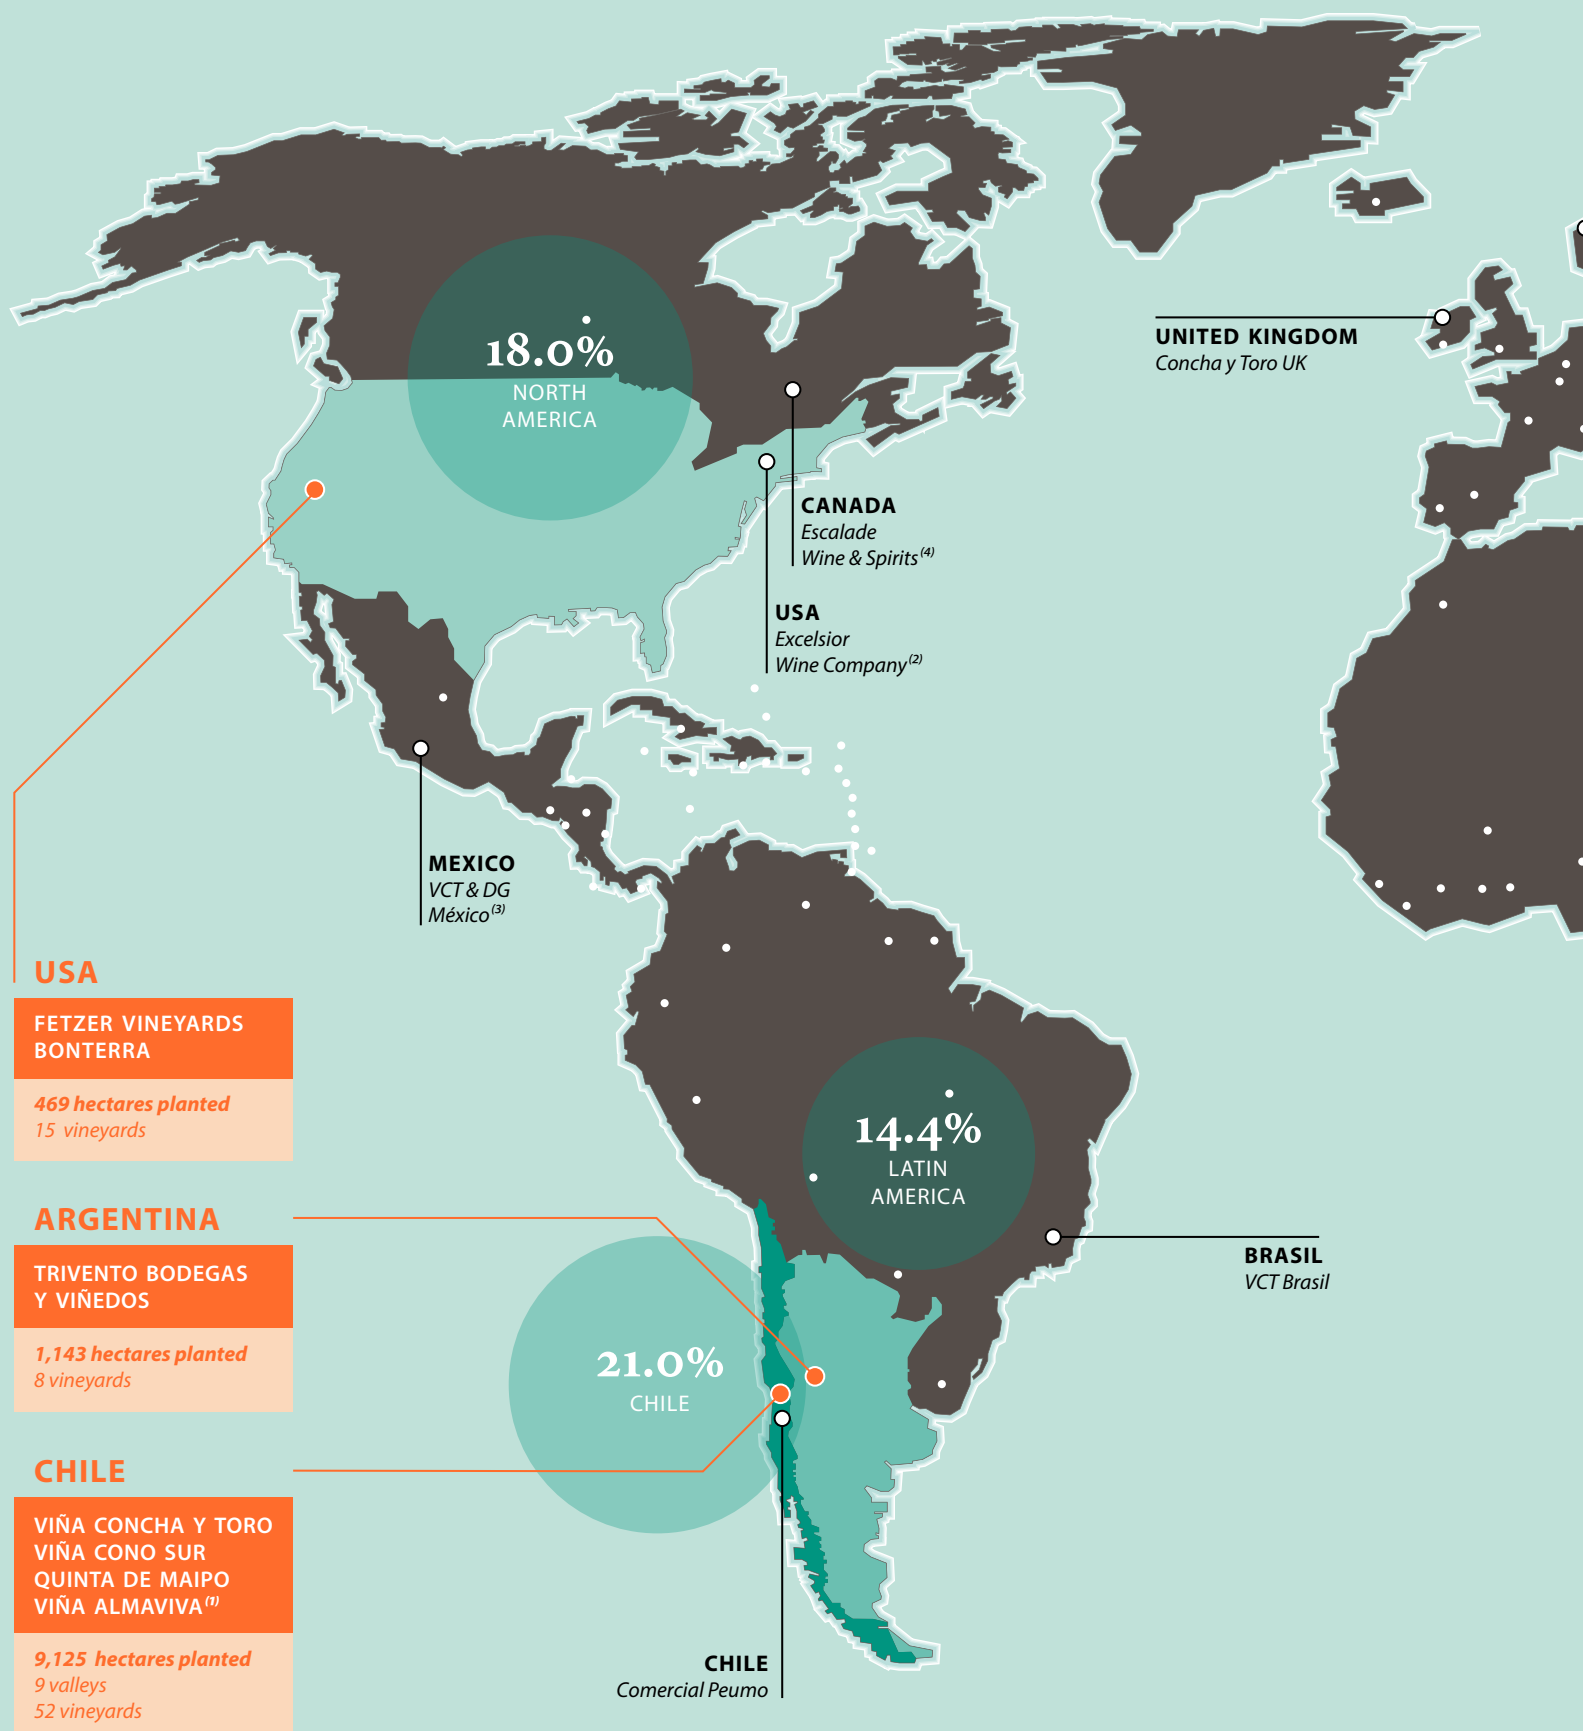 18.0%
NORTH
AMERICA
UNITED KINGDOM
Concha y Toro UK
CANADA
Escalade
Wine & Spirits(4)
USA
Excelsior
Wine Company(2)
MEXICO
VCT & DG
México(3)
USA
FETZER VINEYARDS
BONTERRA
469 hectares planted
15 vineyards
14.4%
LATIN
AMERICA
ARGENTINA
TRIVENTO BODEGAS
Y VIÑEDOS
1,143 hectares planted
8 vineyards
BRASIL
VCT Brasil
21.0%
CHILE
CHILE
VIÑA CONCHA Y TORO
VIÑA CONO SUR
QUINTA DE MAIPO
VIÑA ALMAVIVA(1)
9,125 hectares planted
9 valleys
52 vineyards
CHILE
Comercial Peumo